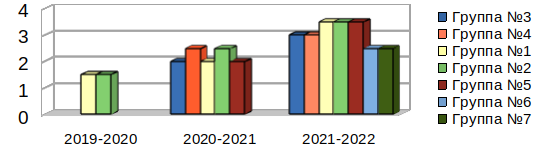 4
3
2
1
0
2019-2020
2020-2021
2021-2022
Группа №3
Группа №4
Группа №1
Группа №2
Группа №5
Группа №6
Группа №7